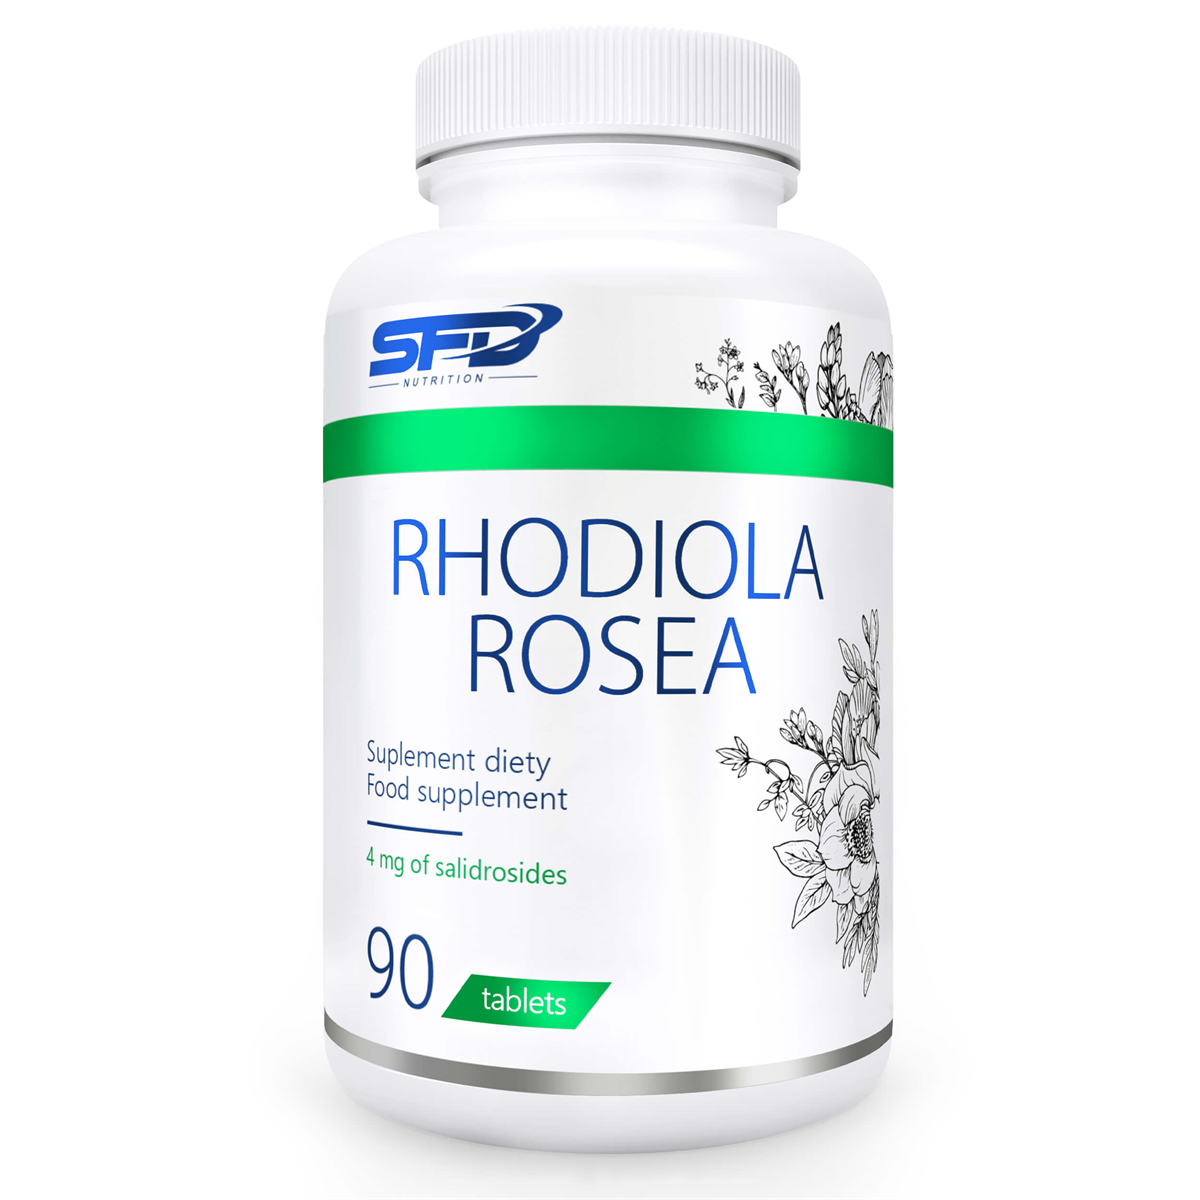 SFD
NUTRITION
RHODIOLA
ROSEA
Suplement diety
Food supplement
4 mg of salidrosides
90 tablets